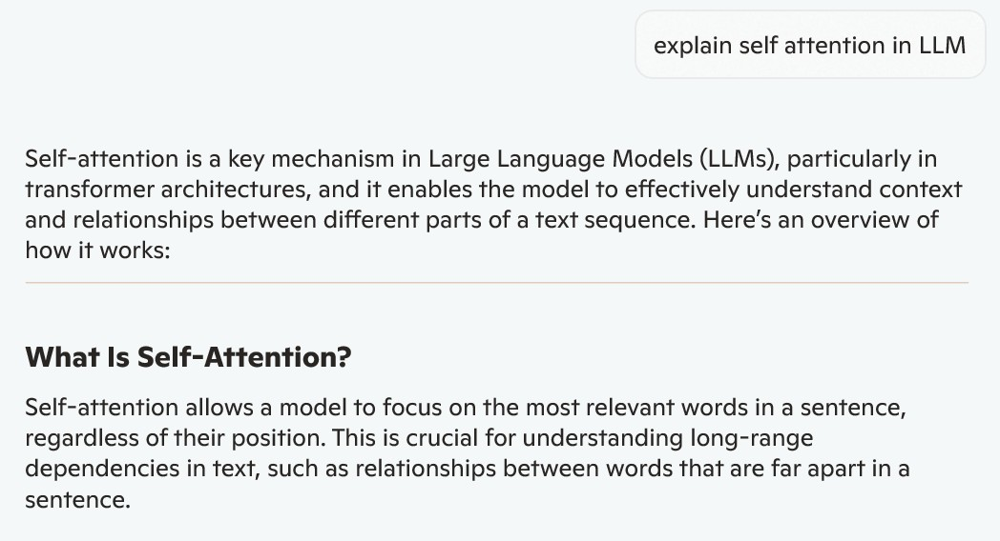 explain self attention in LLM
Self-attention is a key mechanism in Large Language Models (LLMs), particularly in
transformer architectures, and it enables the model to effectively understand context
and relationships between different parts of a text sequence. Here’s an overview of
how it works:
What Is Self-Attention?
Self-attention allows a model to focus on the most relevant words in a sentence,
regardless of their position. This is crucial for understanding long-range
dependencies in text, such as relationships between words that are far apart in a
sentence.